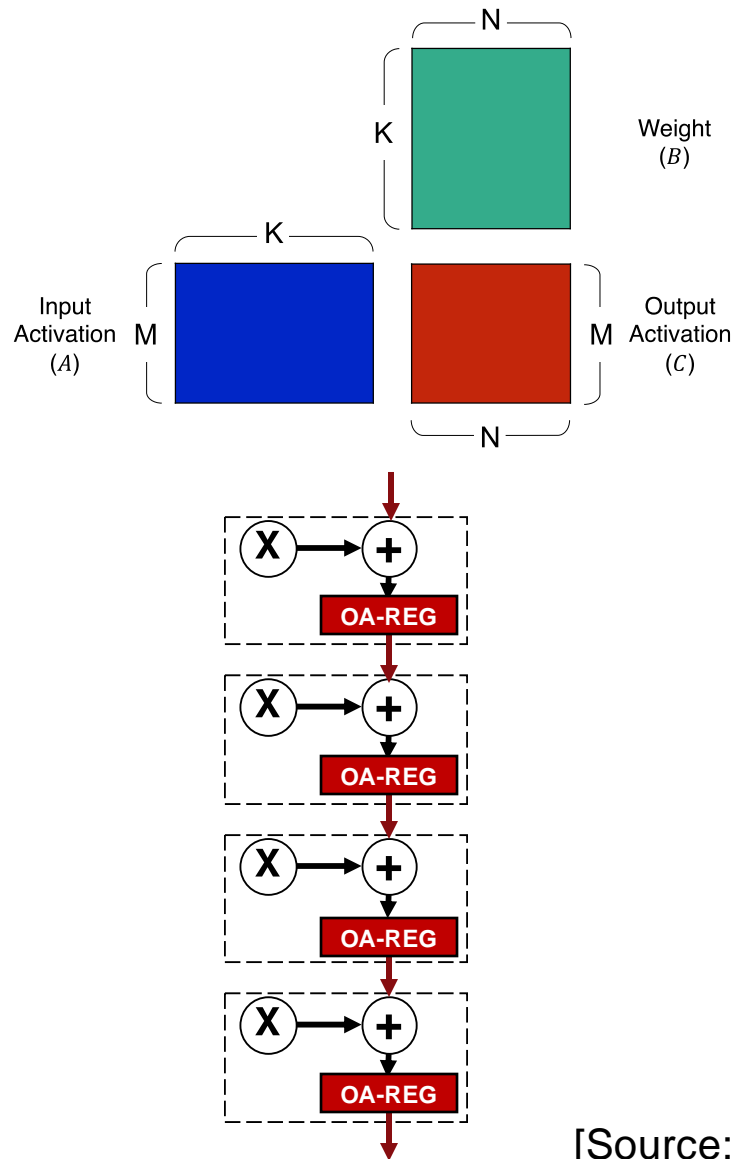 N
K
Weight
(B)
K
Input
Activation
(A)
M
M
Output
Activation
(C)
N
X
+
OA-REG
X
+
OA-REG
X
+
OA-REG
X
+
OA-REG
[Source: